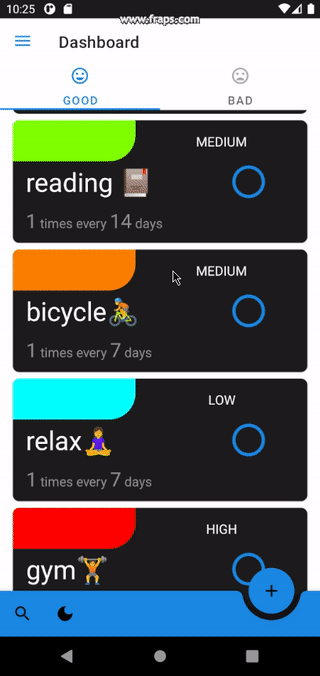 10:25
www.fraps.com
Dashboard
GOOD
BAD
MEDIUM
reading
1 times every 14 days
MEDIUM
bicycle
1 times every 7 days
LOW
relax
1 times every 7 days
HIGH
gym